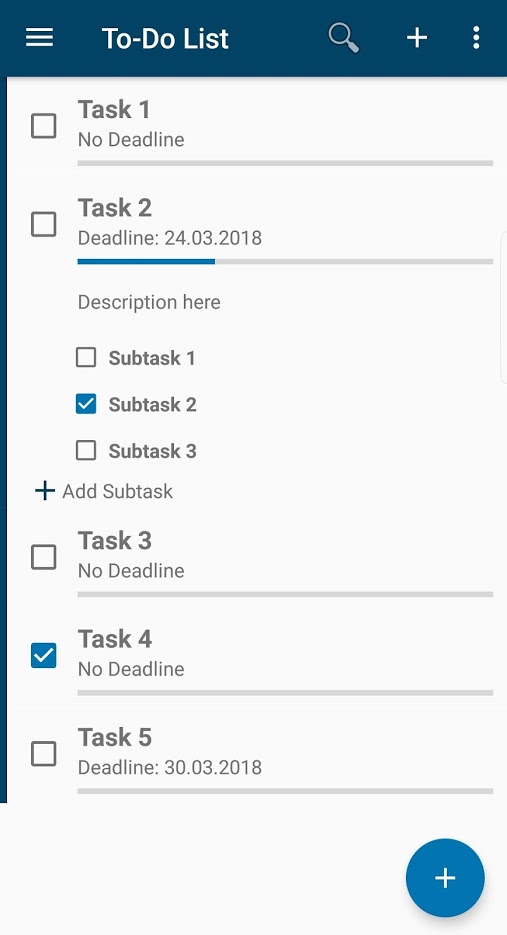 To-Do List
Task 1
No Deadline
Task 2
Deadline: 24.03.2018
Description here
Subtask 1
Subtask 2
Subtask 3
Add Subtask
Task 3
No Deadline
Task 4
No Deadline
Task 5
Deadline: 30.03.2018